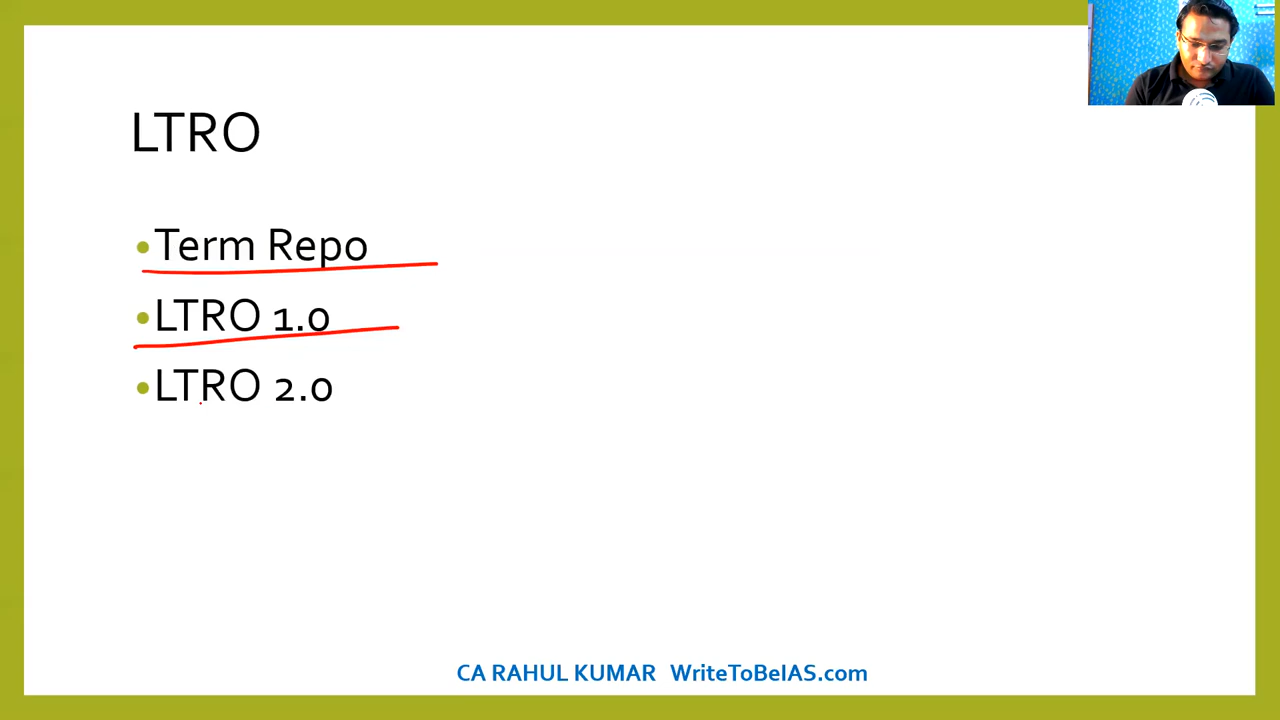 LTRO
•Term Repo
•LTRO 1.0
•LTRO 2.0
CA RAHUL KUMAR WriteToBeIAS.com